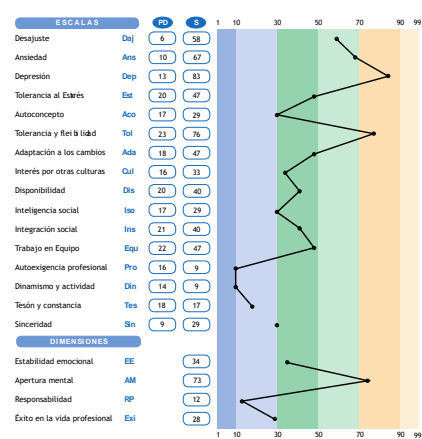 ESCALAS PD S 1 10 30 50 70 90 99
Desajuste Daj 6 58
Ansiedad Ans 10 67
Depresión Dep 13 83
Tolerancia al Estrés Est 20 47
Autoconcepto Aco 17 29
Tolerancia y flexibilidad Tol 23 76
Adaptación a los cambios Ada 18 47
Interés por otras culturas Cul 16 33
Disponibilidad Dis 20 40
Inteligencia social Iso 17 29
Integración social Ins 21 40
Trabajo en Equipo Equ 22 47
Autoexigencia profesional Pro 16 9
Dinamismo y actividad Din 14 9
Tesón y constancia Tes 18 17
Sinceridad Sin 9 29
DIMENSIONES
Estabilidad emocional EE 34
Apertura mental AM 73
Responsabilidad RP 12
Éxito en la vida profesional Exi 28
1 10 30 50 70 90 99